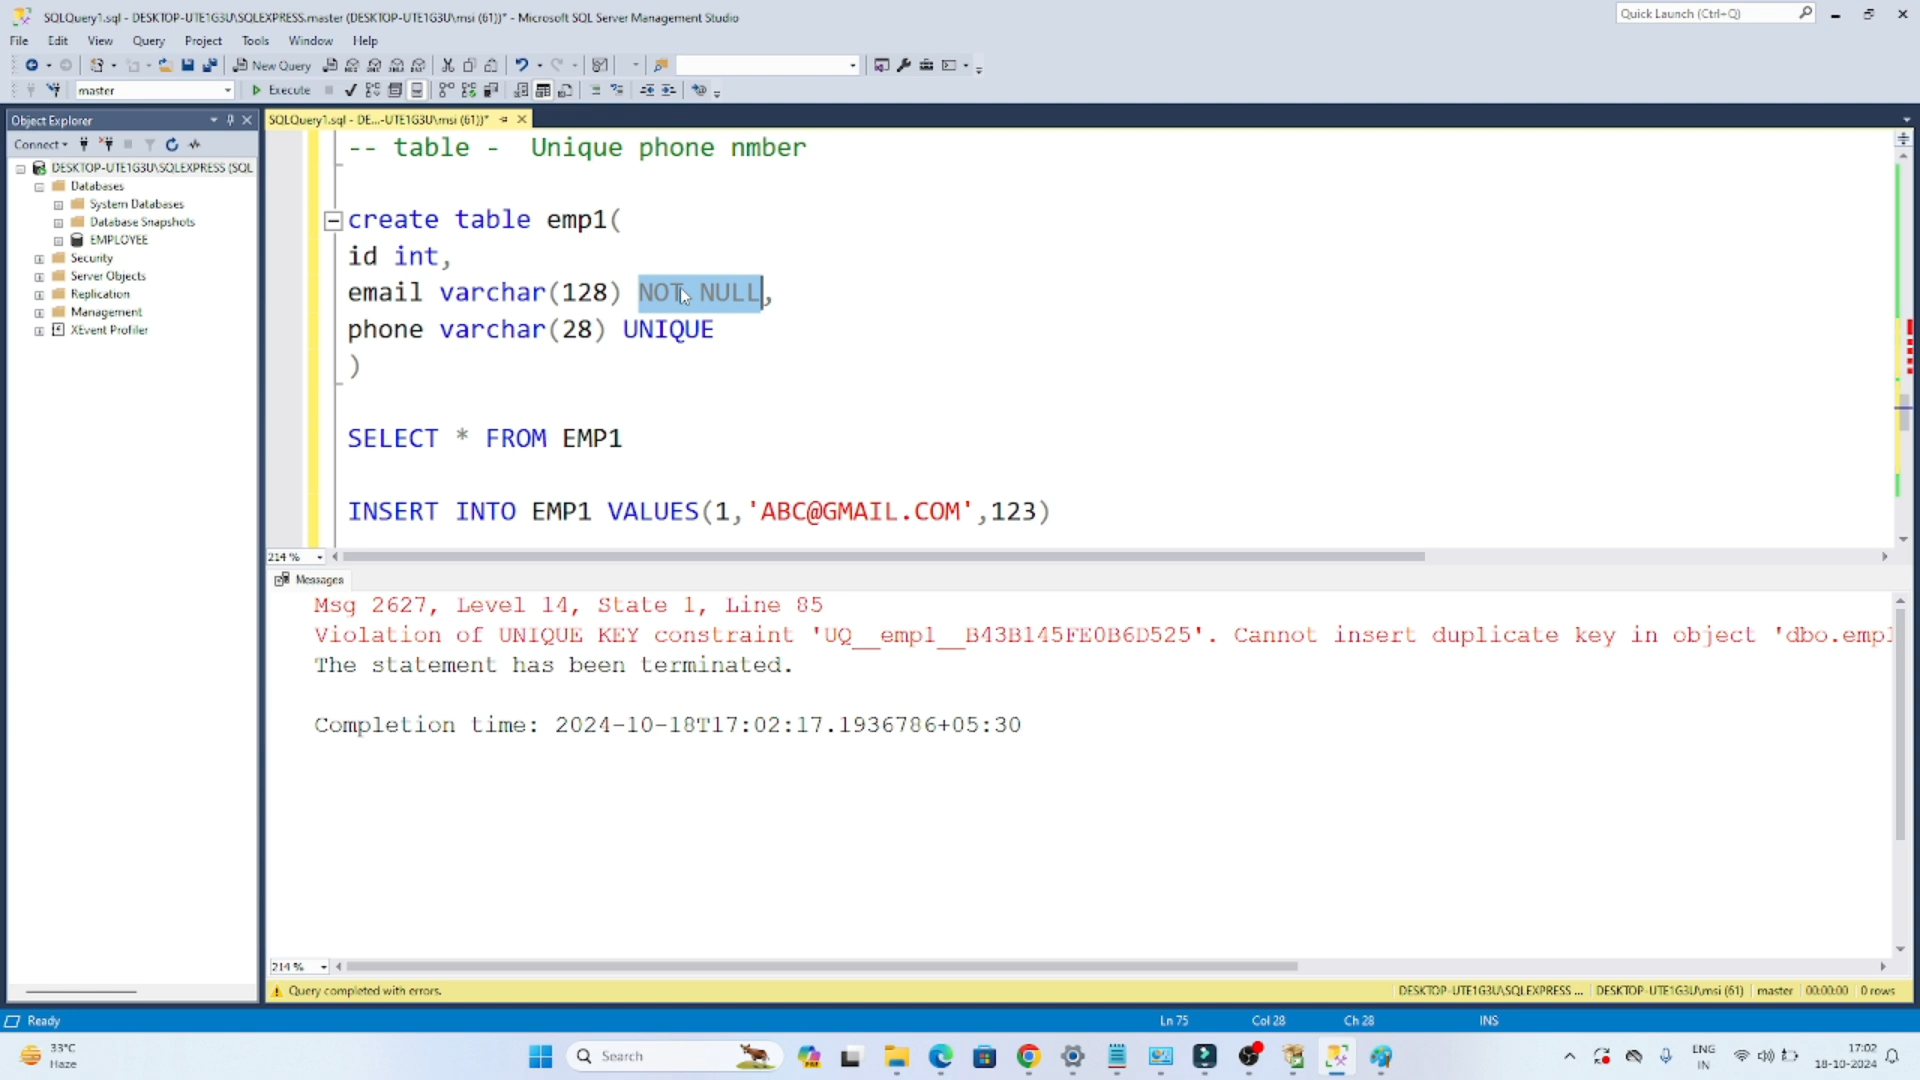 SQLQuery1.sql - DESKTOP-UTE1G3U\SQLEXPRESS.master (DESKTOP-UTE1G3U\msi (61))* - Microsoft SQL Server Management Studio
Quick Launch (Ctrl+Q)
File Edit View Query Project Tools Window Help
New Query
master
Execute
Object Explorer
SQLQuery1.sql - DE...-UTE1G3U\msi (61))*
Connect
DESKTOP-UTE1G3U\SQLEXPRESS (SQL
Databases
System Databases
Database Snapshots
EMPLOYEE
Security
Server Objects
Replication
Management
XEvent Profiler
-- table -  Unique phone nmber
create table emp1(
id int,
email varchar(128) NOT NULL,
phone varchar(28) UNIQUE
)
SELECT * FROM EMP1
INSERT INTO EMP1 VALUES(1,'ABC@GMAIL.COM',123)
214 %
Messages
Msg 2627, Level 14, State 1, Line 85
Violation of UNIQUE KEY constraint 'UQ__emp1__B43B145FE0B6D525'. Cannot insert duplicate key in object 'dbo.emp1
The statement has been terminated.
Completion time: 2024-10-18T17:02:17.1936786+05:30
214 %
Query completed with errors.
DESKTOP-UTE1G3U\SQLEXPRESS ... DESKTOP-UTE1G3U\msi (61) master 00:00:00 0 rows
Ready
Ln 75
Col 28
Ch 28
INS
33°C
Haze
Search
ENG
IN
17:02
18-10-2024